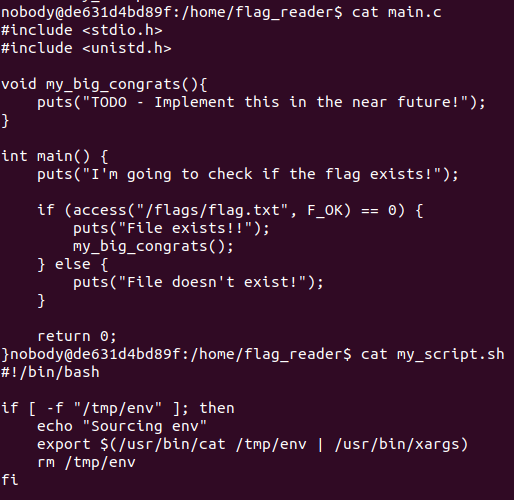 nobody@de631d4bd89f:/home/flag_reader$ cat main.c
#include <stdio.h>
#include <unistd.h>

void my_big_congrats(){
    puts("TODO - Implement this in the near future!");
}

int main() {
    puts("I'm going to check if the flag exists!");

    if (access("/flags/flag.txt", F_OK) == 0) {
        puts("File exists!!");
        my_big_congrats();
    } else {
        puts("File doesn't exist!");
    }

    return 0;
}nobody@de631d4bd89f:/home/flag_reader$ cat my_script.sh
#!/bin/bash

if [ -f "/tmp/env" ]; then
    echo "Sourcing env"
    export $(/usr/bin/cat /tmp/env | /usr/bin/xargs)
    rm /tmp/env
fi